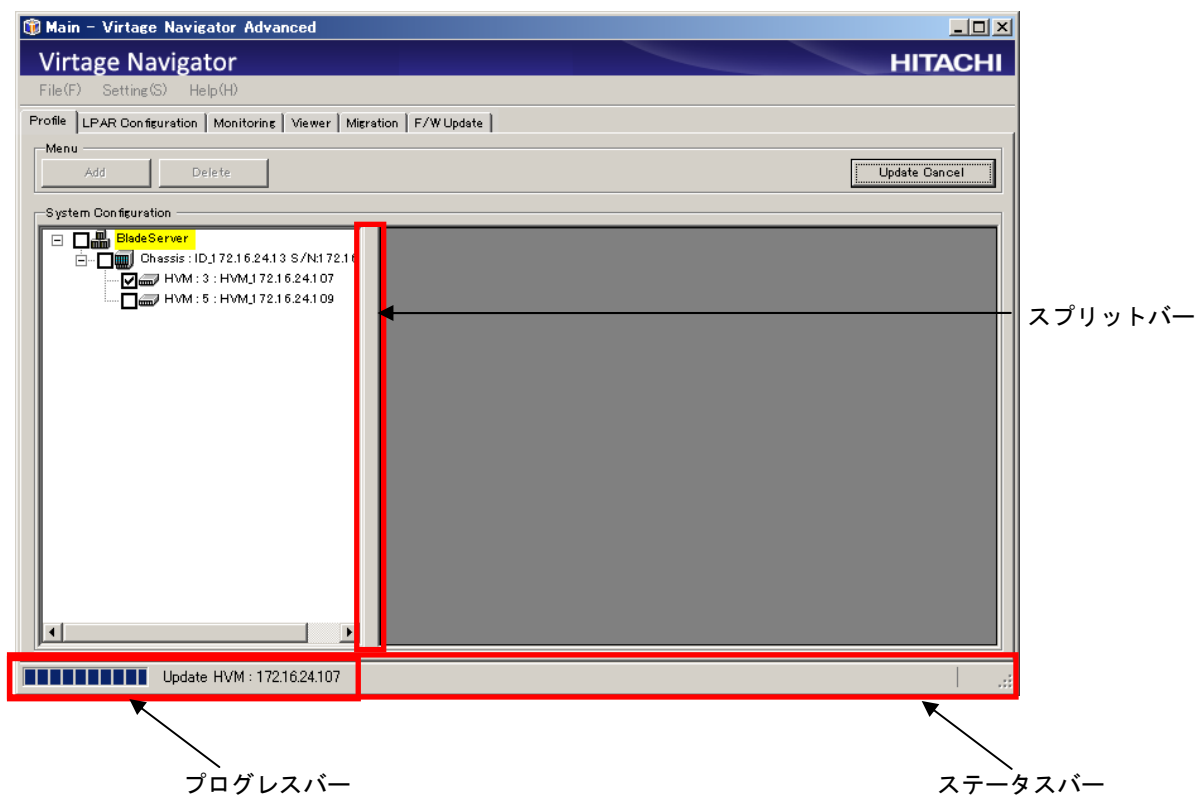 Main - Virtage Navigator Advanced
Virtage Navigator
HITACHI
File(F) Setting(S) Help(H)
Profile LPAR Configuration Monitoring Viewer Migration F/W Update
Menu
Add Delete Update Cancel
System Configuration
BladeServer
Chassis : ID_172.16.24.13 S/N:172.16
HVM : 3 : HVM_172.16.24.107
HVM : 5 : HVM_172.16.24.109
スプリットバー
Update HVM : 172.16.24.107
プログレスバー
ステータスバー